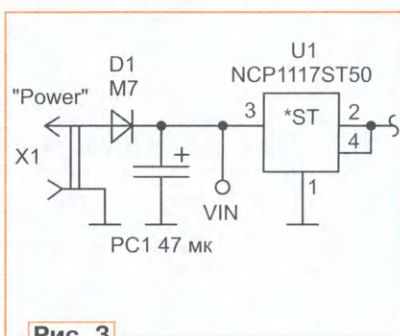 U1
D1
NCP1117ST50
M7
"Power"
3
*ST
2
4
X1
+
1
VIN
PC1 47 мк
Рис. 3